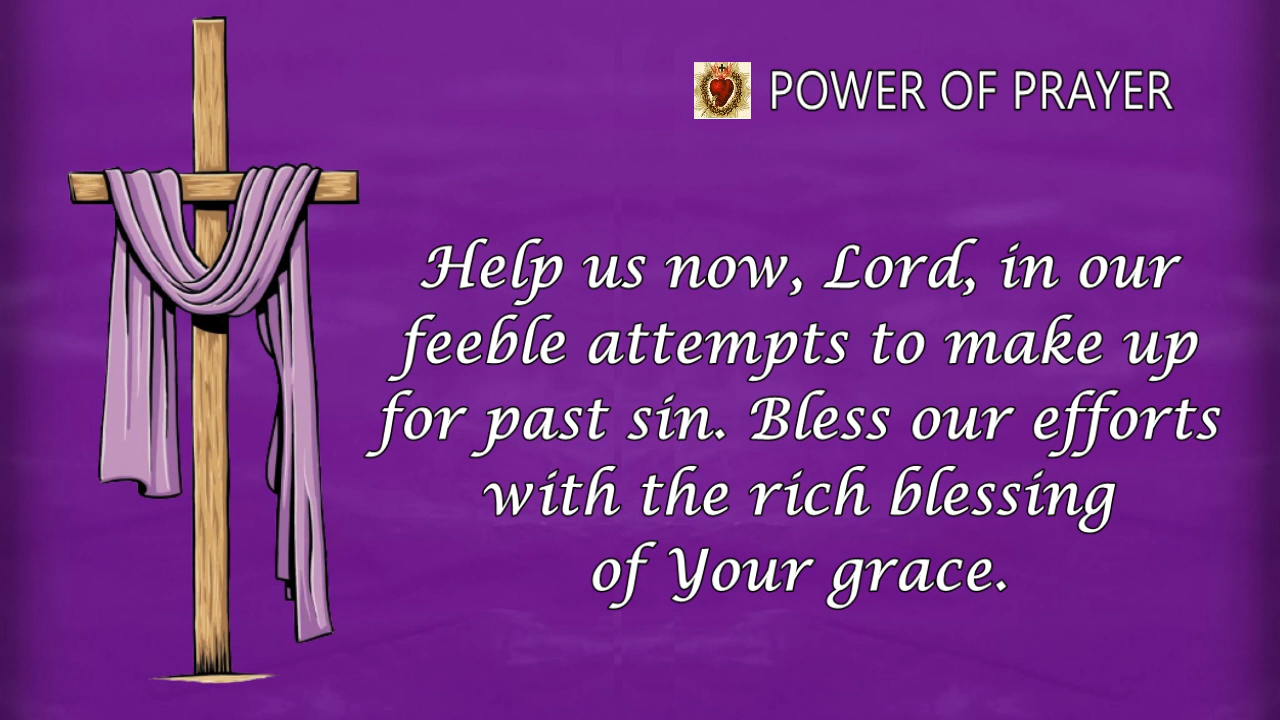 POWER OF PRAYER
Help us now, Lord, in our
feeble attempts to make up
for past sin. Bless our efforts
with the rich blessing
of Your grace.